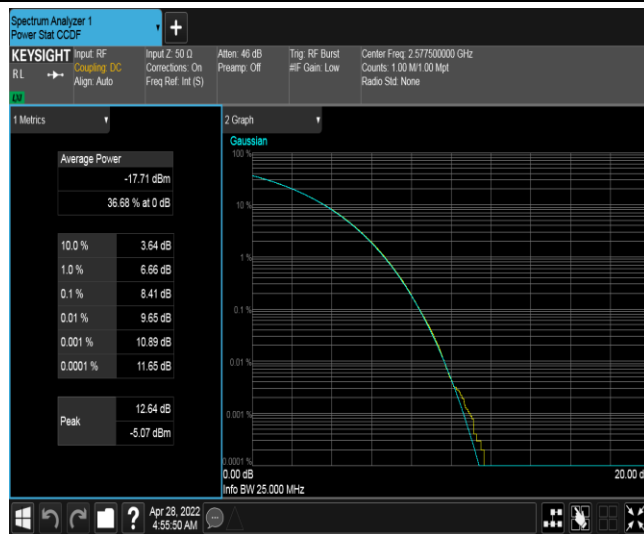 Spectrum Analyzer 1
Power Stat CCDF
+
KEYSIGHT
RL
LXI
Input: RF
Coupling: DC
Align: Auto
Input Z: 50 Ω
Corrections: On
Freq Ref: Int (S)
Atten: 46 dB
Preamp: Off
Trig: RF Burst
#IF Gain: Low
Center Freq: 2.577500000 GHz
Counts: 1.00 M/1.00 Mpt
Radio Std: None
1 Metrics
Average Power
-17.71 dBm
36.68 % at 0 dB
10.0 % 3.64 dB
1.0 % 6.66 dB
0.1 % 8.41 dB
0.01 % 9.65 dB
0.001 % 10.89 dB
0.0001 % 11.65 dB
Peak
12.64 dB
-5.07 dBm
2 Graph
Gaussian
100 %
10 %
1 %
0.1 %
0.01 %
0.001 %
0.0001 %
0.00 dB
20.00 d
Info BW 25.000 MHz
?
Apr 28, 2022
4:55:50 AM